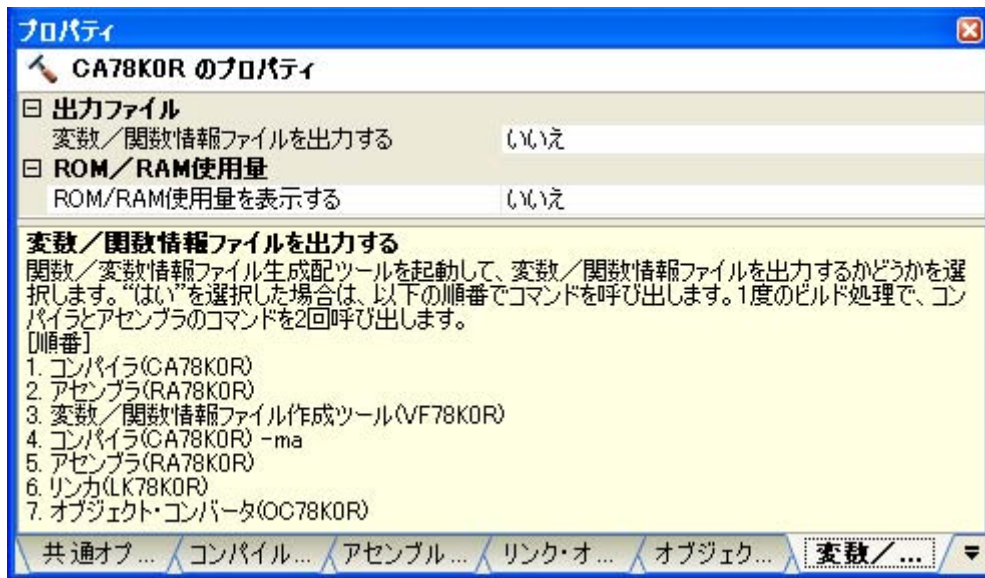 プロパティ
CA78K0R のプロパティ
出力ファイル
変数／関数情報ファイルを出力する いいえ
ROM／RAM使用量
ROM/RAM使用量を表示する いいえ
変数／関数情報ファイルを出力する
関数／変数情報ファイル生成配ツールを起動して、変数／関数情報ファイルを出力するかどうかを選
択します。“はい”を選択した場合は、以下の順番でコマンドを呼び出します。1度のビルド処理で、コン
パイラとアセンブラのコマンドを2回呼び出します。
[順番]
1. コンパイラ(CA78K0R)
2. アセンブラ(RA78K0R)
3. 変数／関数情報ファイル作成ツール(VF78K0R)
4. コンパイラ(CA78K0R) -ma
5. アセンブラ(RA78K0R)
6. リンカ(LK78K0R)
7. オブジェクト・コンバータ(OC78K0R)
共通オプ... コンパイル... アセンブル... リンク・オ... オブジェク... 変数／...